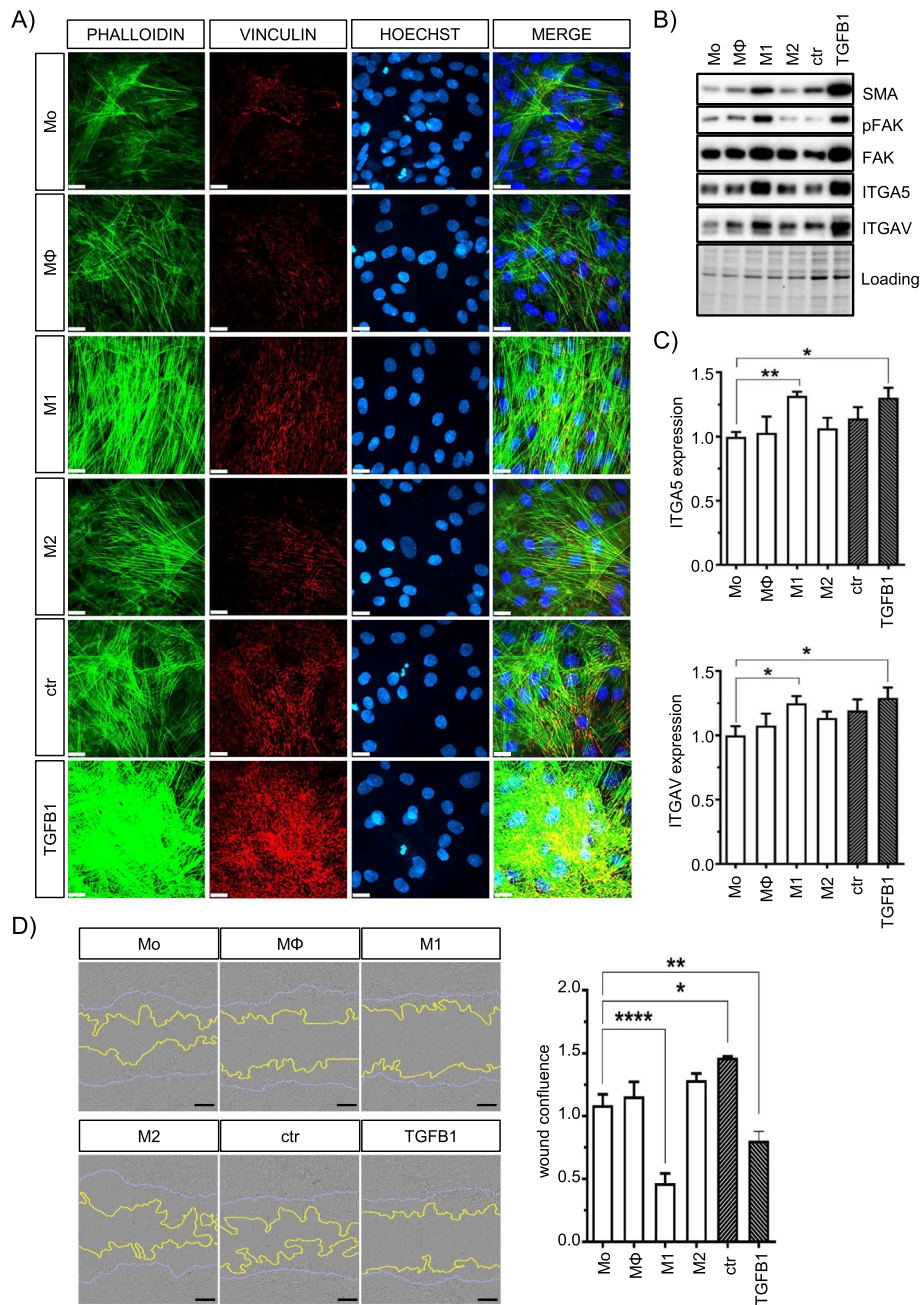 A)
PHALLOIDIN VINCULIN HOECHST MERGE
Mo
MΦ
M1
M2
ctr
TGFB1
B)
Mo MΦ M1 M2 ctr TGFB1
SMA
pFAK
FAK
ITGA5
ITGAV
Loading
C)
*
**
1.5
1.0
0.5
0.0
ITGA5 expression
Mo MΦ M1 M2 ctr TGFB1
*
*
1.5
1.0
0.5
0.0
ITGAV expression
Mo MΦ M1 M2 ctr TGFB1
D)
Mo MΦ M1
M2 ctr TGFB1
**
*
****
2.0
1.5
1.0
0.5
0.0
wound confluence
Mo MΦ M1 M2 ctr TGFB1